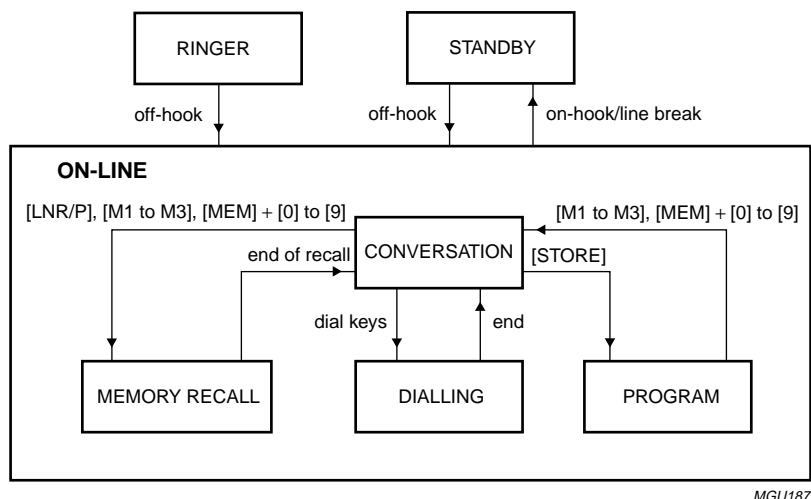 RINGER
STANDBY
off-hook
off-hook
on-hook/line break
ON-LINE
[LNR/P], [M1 to M3], [MEM] + [0] to [9]
[M1 to M3], [MEM] + [0] to [9]
end of recall
CONVERSATION
[STORE]
dial keys
end
MEMORY RECALL
DIALLING
PROGRAM
MGU187